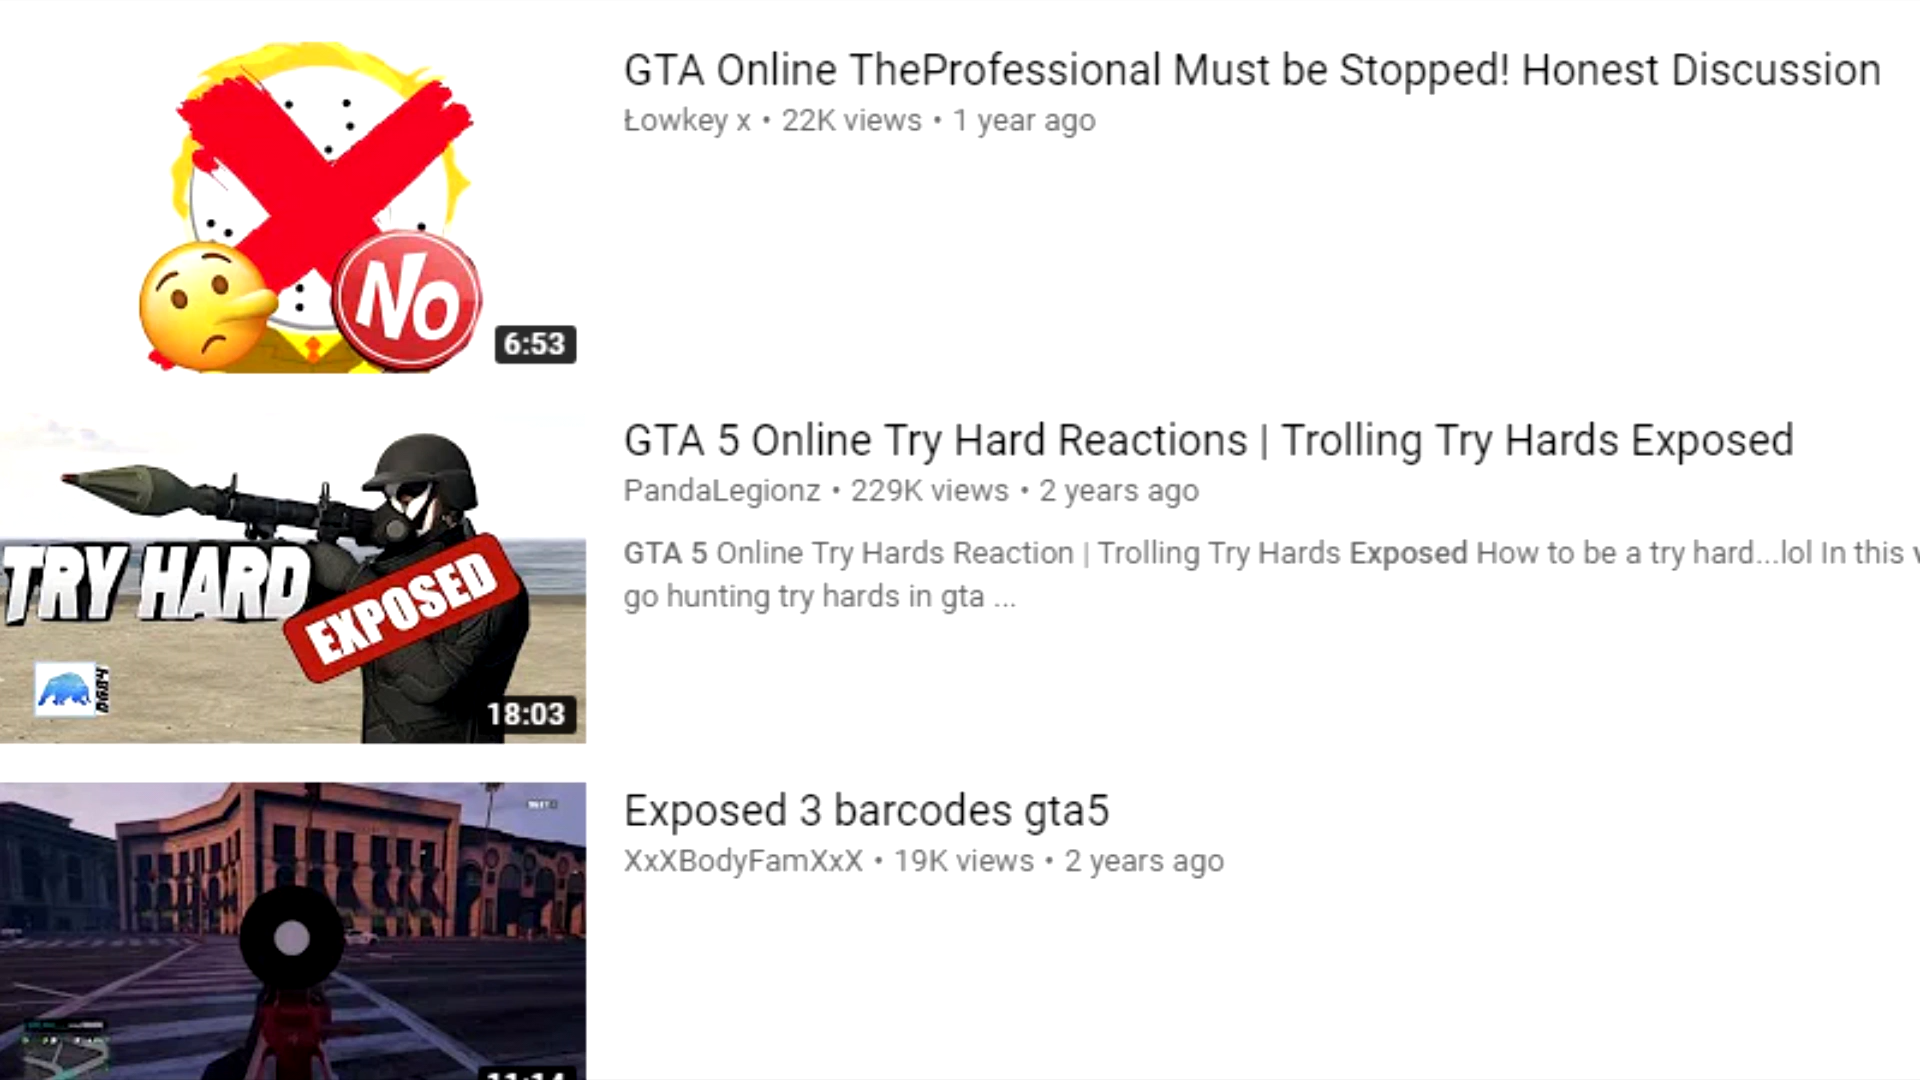 GTA Online TheProfessional Must be Stopped! Honest Discussion
Łowkey x • 22K views • 1 year ago
No
6:53
GTA 5 Online Try Hard Reactions | Trolling Try Hards Exposed
PandaLegionz • 229K views • 2 years ago
GTA 5 Online Try Hards Reaction | Trolling Try Hards Exposed How to be a try hard...lol In this
go hunting try hards in gta ...
TRY HARD
EXPOSED
18:03
Exposed 3 barcodes gta5
XxXBodyFamXxX • 19K views • 2 years ago